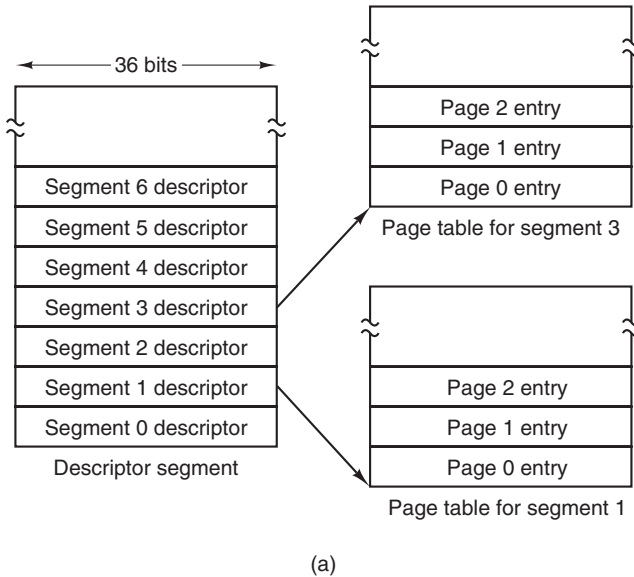 36 bits
Segment 6 descriptor
Segment 5 descriptor
Segment 4 descriptor
Segment 3 descriptor
Segment 2 descriptor
Segment 1 descriptor
Segment 0 descriptor
Descriptor segment
Page 2 entry
Page 1 entry
Page 0 entry
Page table for segment 3
Page 2 entry
Page 1 entry
Page 0 entry
Page table for segment 1
(a)